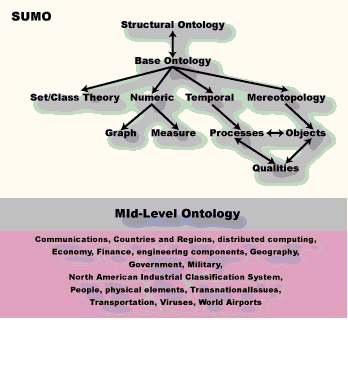 SUMO
Structural Ontology
Base Ontology
Set/Class Theory Numeric Temporal Mereotopology
Graph Measure Processes Objects
Qualities
Mid-Level Ontology
Communications, Countries and Regions, distributed computing,
Economy, Finance, engineering components, Geography,
Government, Military,
North American Industrial Classification System,
People, physical elements, TransnationalIssues,
Transportation, Viruses, World Airports